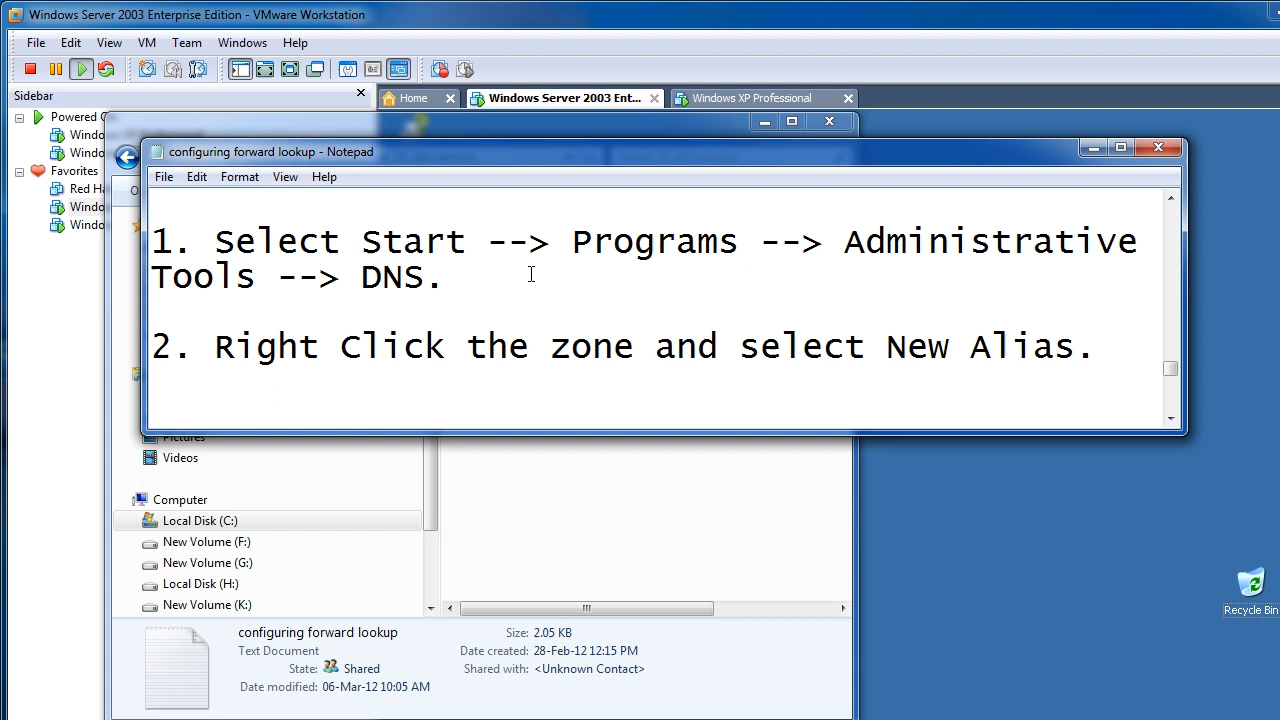 Windows Server 2003 Enterprise Edition - VMware Workstation
File Edit View VM Team Windows Help
Sidebar
Home
Windows Server 2003 Ent...
Windows XP Professional
Powered
Favorites
configuring forward lookup - Notepad
File Edit Format View Help
1. Select Start --> Programs --> Administrative
Tools --> DNS.
2. Right Click the zone and select New Alias.
Pictures
Videos
Computer
Local Disk (C:)
New Volume (F:)
New Volume (G:)
Local Disk (H:)
New Volume (K:)
Recycle Bin
configuring forward lookup
Text Document
State: Shared
Date modified: 06-Mar-12 10:05 AM
Size: 2.05 KB
Date created: 28-Feb-12 12:15 PM
Shared with: <Unknown Contact>